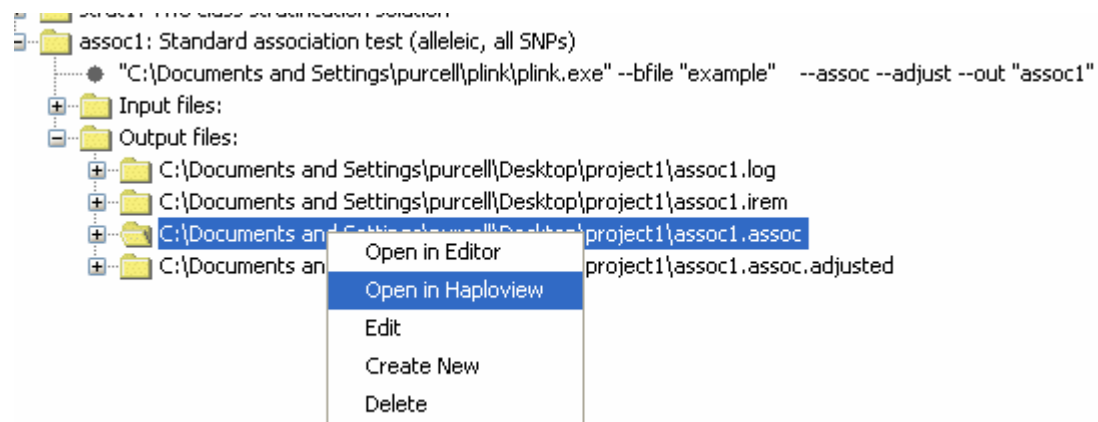 assoc1: Standard association test (alleleic, all SNPs)
"C:\Documents and Settings\purcell\plink\plink.exe" --bfile "example" --assoc --adjust --out "assoc1"
Input files:
Output files:
C:\Documents and Settings\purcell\Desktop\project1\assoc1.log
C:\Documents and Settings\purcell\Desktop\project1\assoc1.irem
C:\Documents and Settings\purcell\Desktop\project1\assoc1.assoc
Open in Editor
C:\Documents an project1\assoc1.assoc.adjusted
Open in Haploview
Edit
Create New
Delete